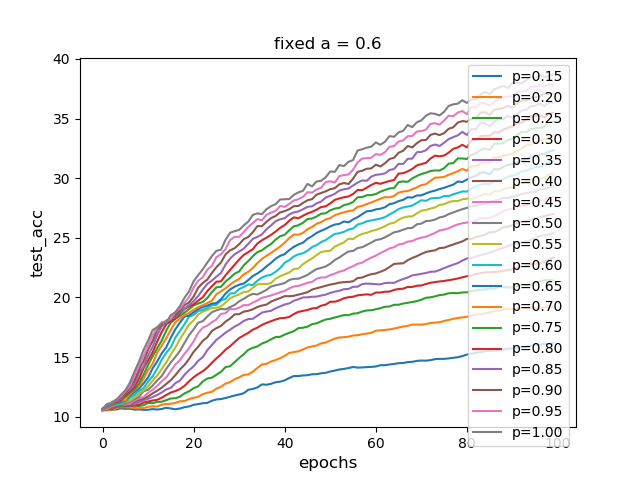 fixed a = 0.6
test_acc
40
35
30
25
20
15
10
0
20
40
60
80
100
epochs
p=0.15
p=0.20
p=0.25
p=0.30
p=0.35
p=0.40
p=0.45
p=0.50
p=0.55
p=0.60
p=0.65
p=0.70
p=0.75
p=0.80
p=0.85
p=0.90
p=0.95
p=1.00